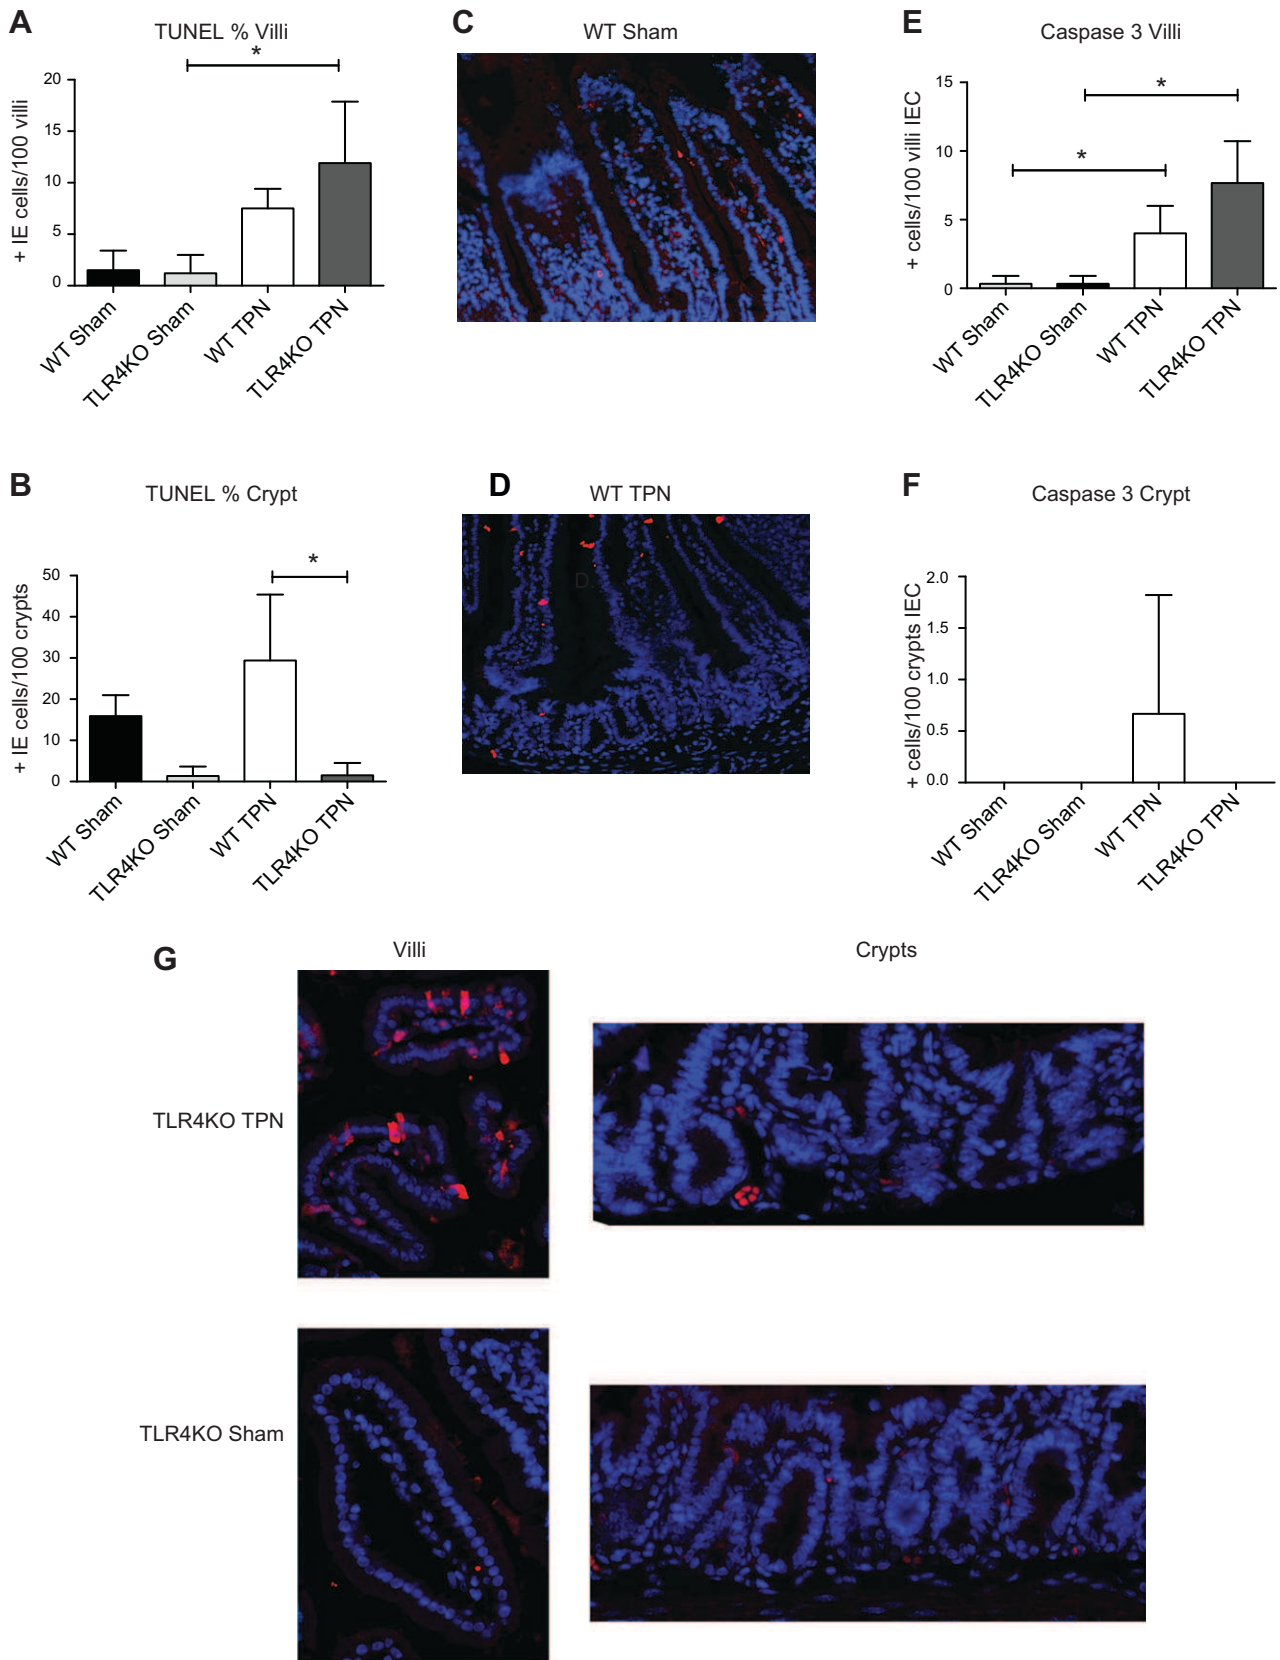 A
TUNEL % Villi
*
+ IE cells/100 villi
20
15
10
5
0
WT Sham
TLR4KO Sham
WT TPN
TLR4KO TPN
C
WT Sham
E
Caspase 3 Villi
*
*
+ cells/100 villi IEC
15
10
5
0
WT Sham
TLR4KO Sham
WT TPN
TLR4KO TPN
B
TUNEL % Crypt
*
+ IE cells/100 crypts
50
40
30
20
10
0
WT Sham
TLR4KO Sham
WT TPN
TLR4KO TPN
D
WT TPN
D
F
Caspase 3 Crypt
+ cells/100 crypts IEC
2.0
1.5
1.0
0.5
0.0
WT Sham
TLR4KO Sham
WT TPN
TLR4KO TPN
G
Villi
Crypts
TLR4KO TPN
TLR4KO Sham